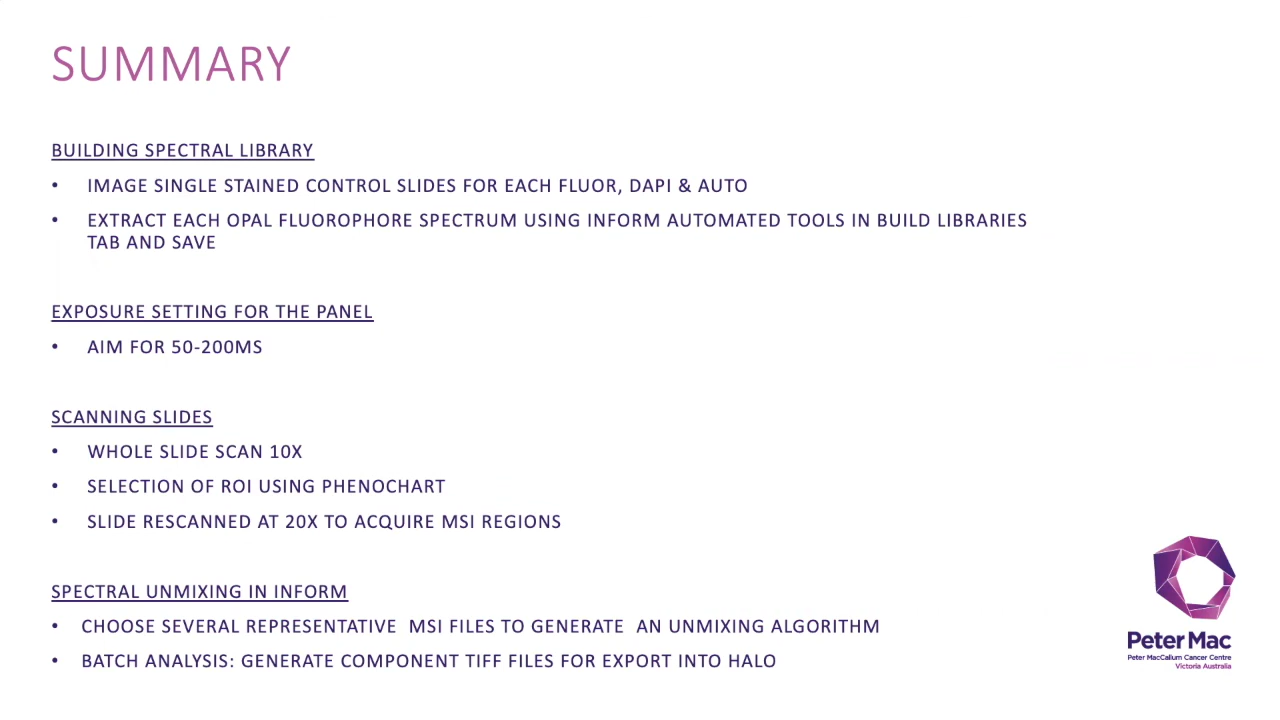 SUMMARY
BUILDING SPECTRAL LIBRARY
• IMAGE SINGLE STAINED CONTROL SLIDES FOR EACH FLUOR, DAPI & AUTO
• EXTRACT EACH OPAL FLUOROPHORE SPECTRUM USING INFORM AUTOMATED TOOLS IN BUILD LIBRARIES
TAB AND SAVE
EXPOSURE SETTING FOR THE PANEL
• AIM FOR 50-200MS
SCANNING SLIDES
• WHOLE SLIDE SCAN 10X
• SELECTION OF ROI USING PHENOCHART
• SLIDE RESCANNED AT 20X TO ACQUIRE MSI REGIONS
SPECTRAL UNMIXING IN INFORM
• CHOOSE SEVERAL REPRESENTATIVE MSI FILES TO GENERATE AN UNMIXING ALGORITHM
• BATCH ANALYSIS: GENERATE COMPONENT TIFF FILES FOR EXPORT INTO HALO
Peter Mac
Peter MacCallum Cancer Centre
Victoria Australia